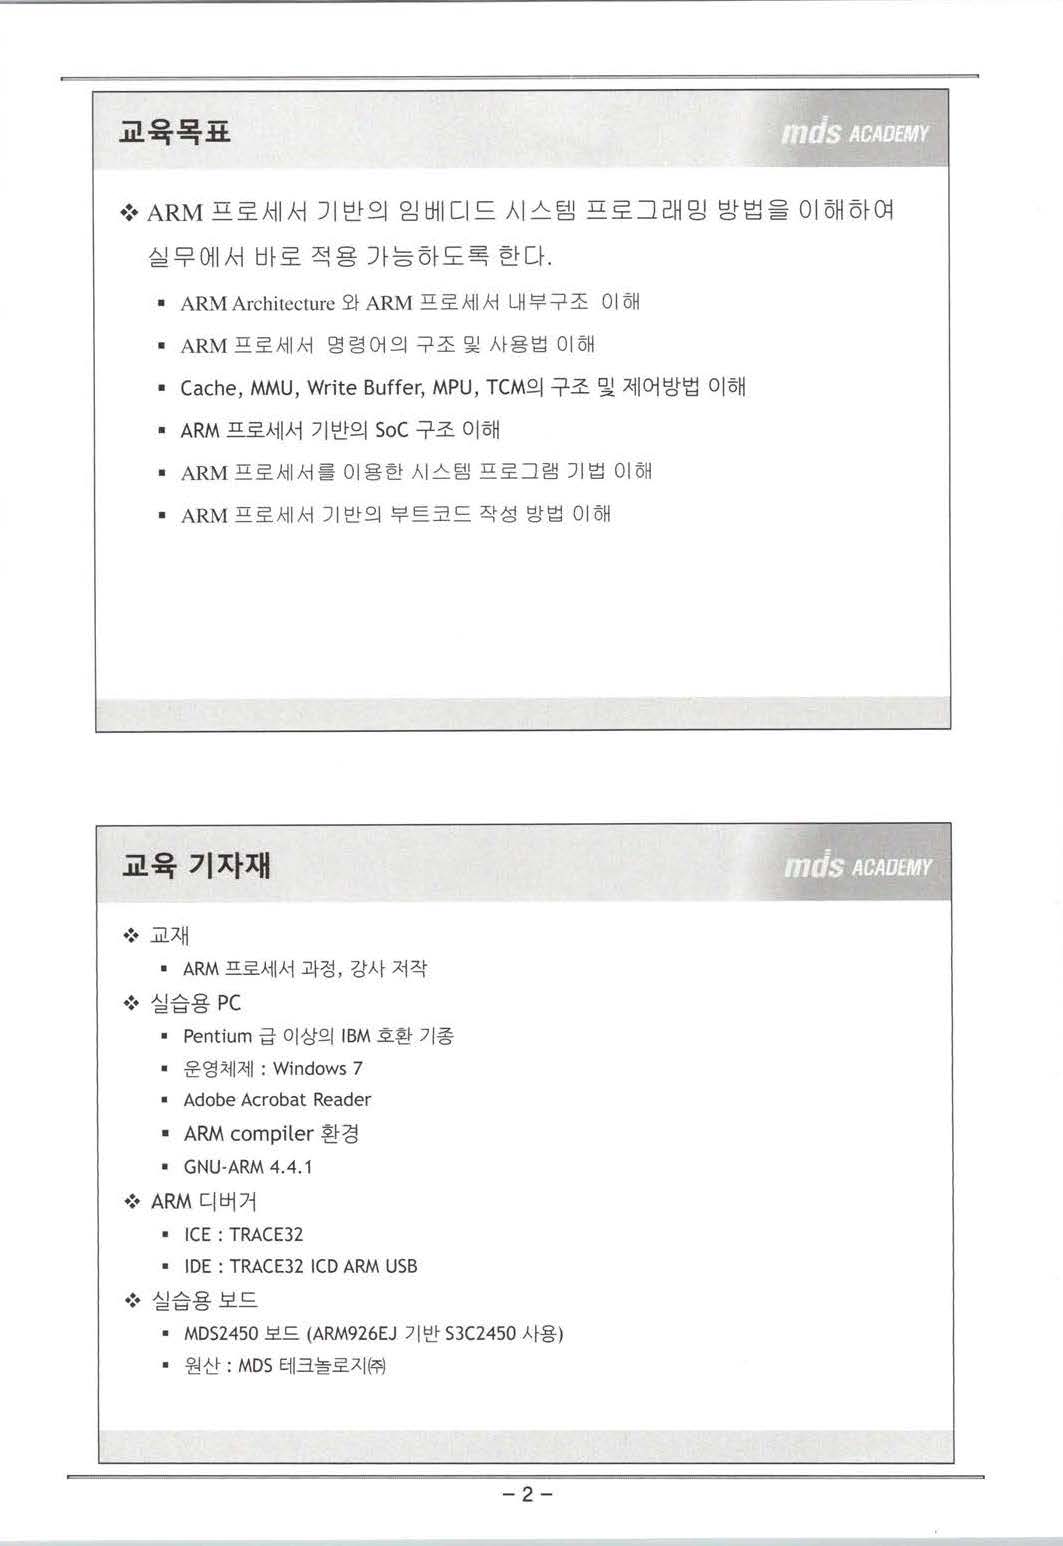 교육목표
mds ACADEMY
❖ ARM 프로세서 기반의 임베디드 시스템 프로그래밍 방법을 이해하여
실무에서 바로 적용 가능하도록 한다.
▪ ARM Architecture 와 ARM 프로세서 내부구조 이해
▪ ARM 프로세서 명령어의 구조 및 사용법 이해
▪ Cache, MMU, Write Buffer, MPU, TCM의 구조 및 제어방법 이해
▪ ARM 프로세서 기반의 SoC 구조 이해
▪ ARM 프로세서를 이용한 시스템 프로그램 기법 이해
▪ ARM 프로세서 기반의 부트코드 작성 방법 이해
교육 기자재
mds ACADEMY
❖ 교재
▪ ARM 프로세서 과정, 강사 저작
❖ 실습용 PC
▪ Pentium 급 이상의 IBM 호환 기종
▪ 운영체제 : Windows 7
▪ Adobe Acrobat Reader
▪ ARM compiler 환경
▪ GNU-ARM 4.4.1
❖ ARM 디버거
▪ ICE : TRACE32
▪ IDE : TRACE32 ICD ARM USB
❖ 실습용 보드
▪ MDS2450 보드 (ARM926EJ 기반 S3C2450 사용)
▪ 원산 : MDS 테크놀로지㈜
- 2 -